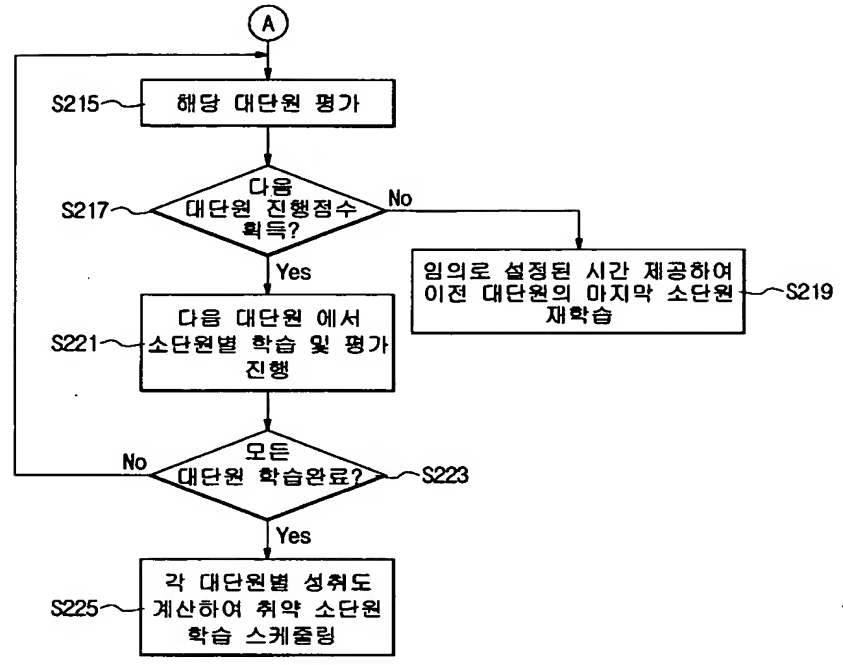 A
S215
해당 대단원 평가
S217
다음
대단원 진행점수
획득?
No
Yes
임의로 설정된 시간 제공하여
이전 대단원의 마지막 소단원
재학습
S219
S221
다음 대단원 에서
소단원별 학습 및 평가
진행
모든
대단원 학습완료?
No
S223
Yes
S225
각 대단원별 성취도
계산하여 취약 소단원
학습 스케줄링